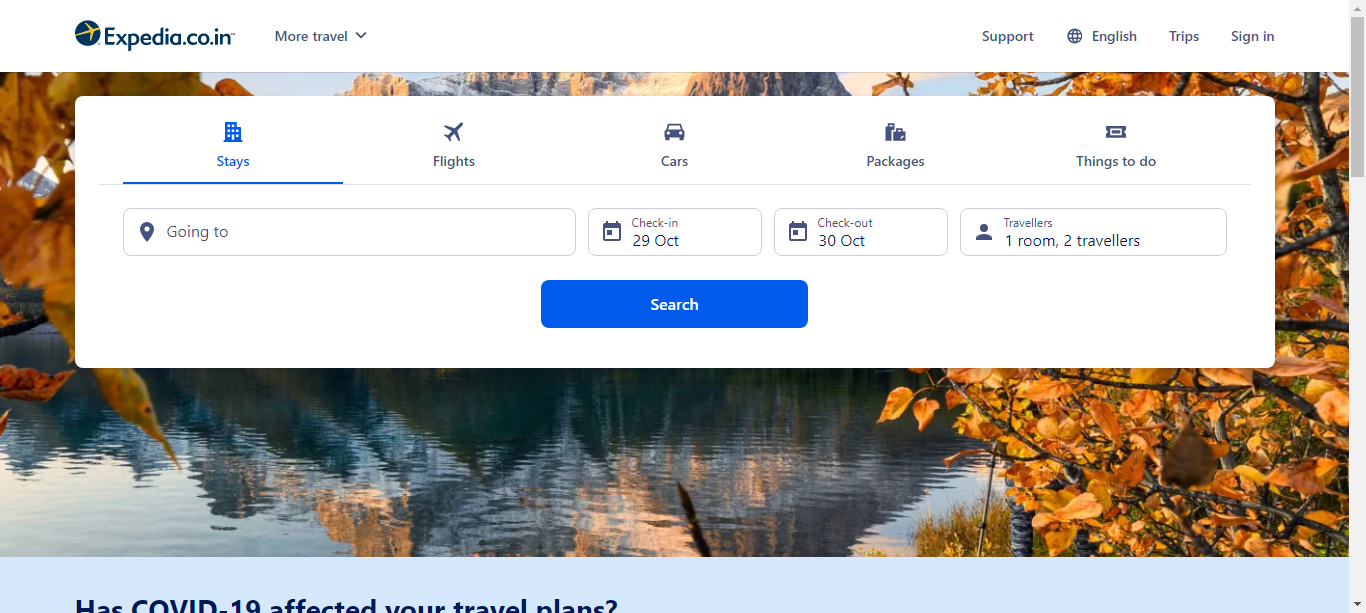 Expedia.co.in™
More travel
Support
English
Trips
Sign in
Stays
Flights
Cars
Packages
Things to do
Going to
Check-in
29 Oct
Check-out
30 Oct
Travellers
1 room, 2 travellers
Search
Has COVID-19 affected your travel plans?